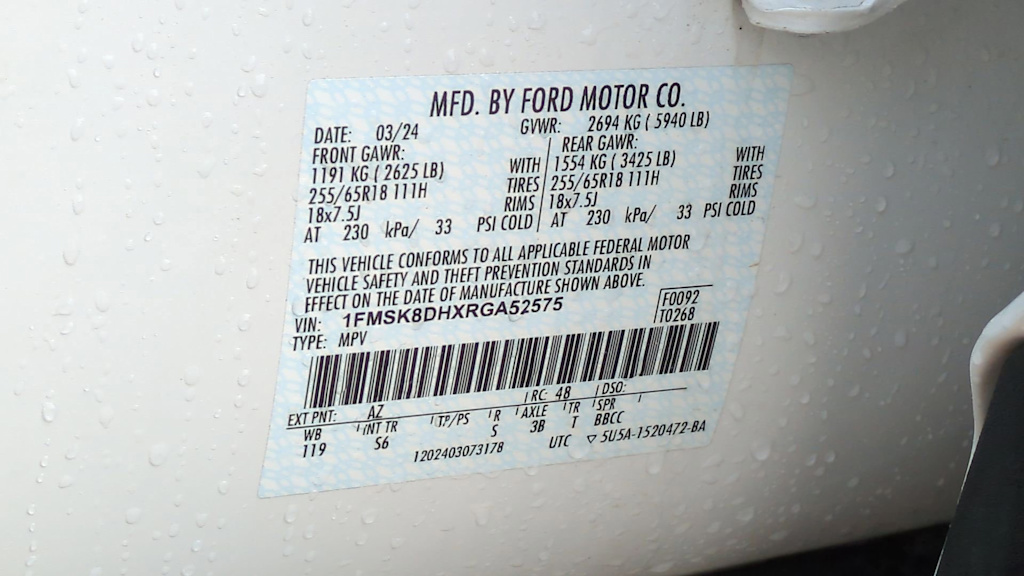 MFD. BY FORD MOTOR CO.
DATE: 03/24 GVWR: 2694 KG ( 5940 LB)
FRONT GAWR: REAR GAWR:
1191 KG ( 2625 LB) WITH 1554 KG ( 3425 LB) WITH
255/65R18 111H TIRES 255/65R18 111H TIRES
18x7.5J RIMS 18x7.5J RIMS
AT 230 kPa/ 33 PSI COLD AT 230 kPa/ 33 PSI COLD
THIS VEHICLE CONFORMS TO ALL APPLICABLE FEDERAL MOTOR
VEHICLE SAFETY AND THEFT PREVENTION STANDARDS IN
EFFECT ON THE DATE OF MANUFACTURE SHOWN ABOVE.
VIN: 1FMSK8DHXRGA52575 F0092
TYPE: MPV T0268
EXT PNT: AZ RC: 48 DSO:
WB INT TR TP/PS R AXLE TR SPR
119 S6 S 3B T BBCC
1202403073178 UTC ▽ 5U5A-1520472-BA